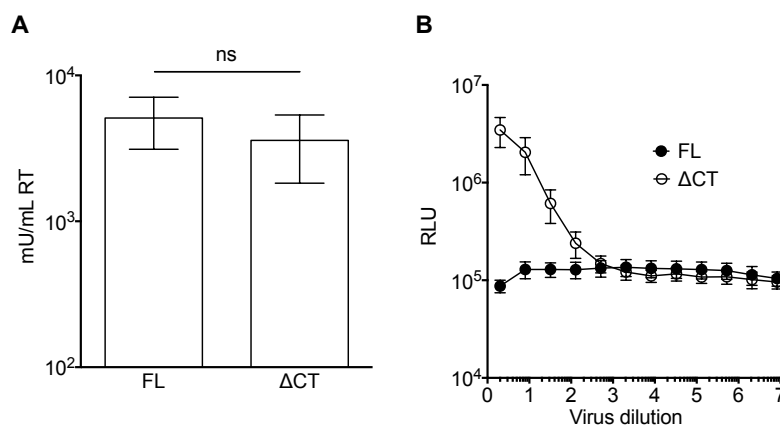 A
ns
10⁴
10³
10²
mU/mL RT
FL
ΔCT
B
10⁷
10⁶
10⁵
10⁴
RLU
FL
ΔCT
0 1 2 3 4 5 6 7
Virus dilution